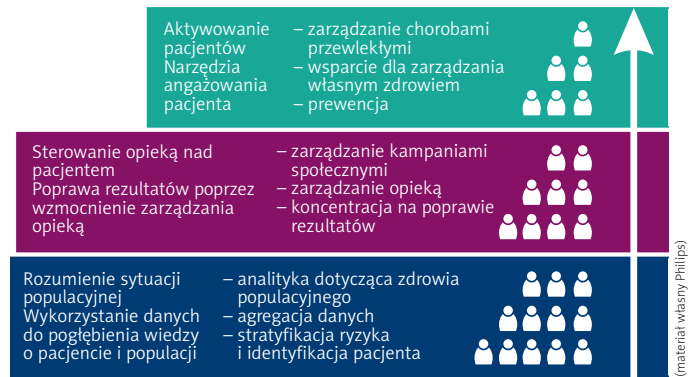 Aktywowanie
pacjentów
Narzędzia
angażowania
pacjenta
– zarządzanie chorobami
przewlekłymi
– wsparcie dla zarządzania
własnym zdrowiem
– prewencja
Sterowanie opieką nad
pacjentem
Poprawa rezultatów poprzez
wzmocnienie zarządzania
opieką
– zarządzanie kampaniami
społecznymi
– zarządzanie opieką
– koncentracja na poprawie
rezultatów
Rozumienie sytuacji
populacyjnej
Wykorzystanie danych
do pogłębienia wiedzy
o pacjencie i populacji
– analityka dotycząca zdrowia
populacyjnego
– agregacja danych
– stratyfikacja ryzyka
i identyfikacja pacjenta
(materiał własny Philips)